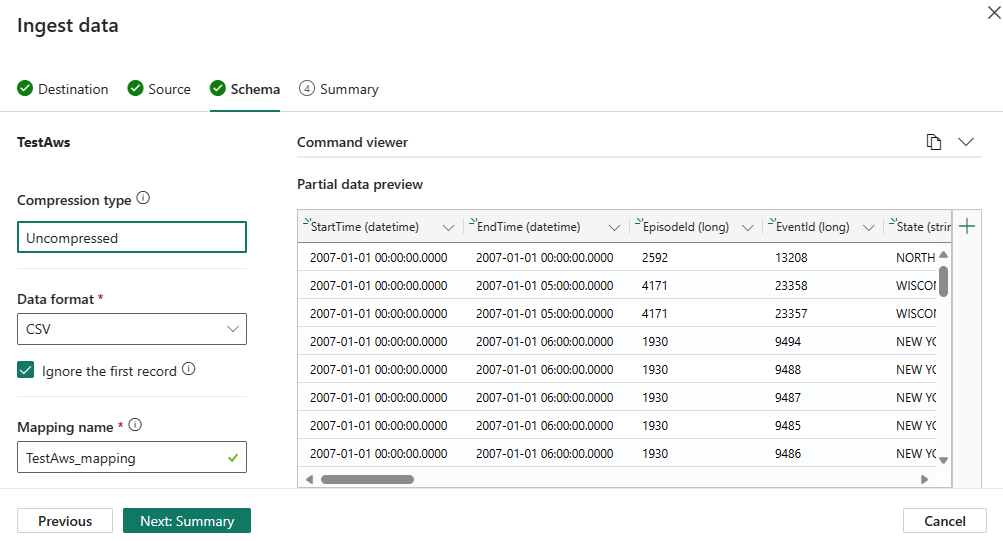 Ingest data
Destination Source Schema 4 Summary
TestAws
Compression type
Uncompressed
Data format *
CSV
Ignore the first record
Mapping name *
TestAws_mapping
Command viewer
Partial data preview
StartTime (datetime) EndTime (datetime) EpisodeId (long) EventId (long) State (strin
2007-01-01 00:00:00.0000 2007-01-01 00:00:00.0000 2592 13208 NORTH
2007-01-01 00:00:00.0000 2007-01-01 05:00:00.0000 4171 23358 WISCON
2007-01-01 00:00:00.0000 2007-01-01 05:00:00.0000 4171 23357 WISCON
2007-01-01 00:00:00.0000 2007-01-01 06:00:00.0000 1930 9494 NEW YO
2007-01-01 00:00:00.0000 2007-01-01 06:00:00.0000 1930 9488 NEW YO
2007-01-01 00:00:00.0000 2007-01-01 06:00:00.0000 1930 9487 NEW YO
2007-01-01 00:00:00.0000 2007-01-01 06:00:00.0000 1930 9485 NEW YO
2007-01-01 00:00:00.0000 2007-01-01 06:00:00.0000 1930 9486 NEW YO
Previous Next: Summary Cancel